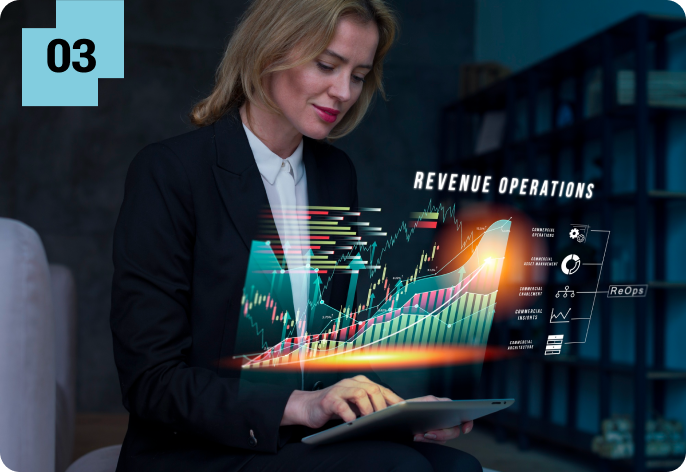 03
REVENUE OPERATIONS
COMMERCIAL
OPERATIONS
COMMERCIAL
ASSET MANAGEMENT
COMMERCIAL
ENABLEMENT
ReOps
COMMERCIAL
INSIGHTS
COMMERCIAL
ARCHITECTURE